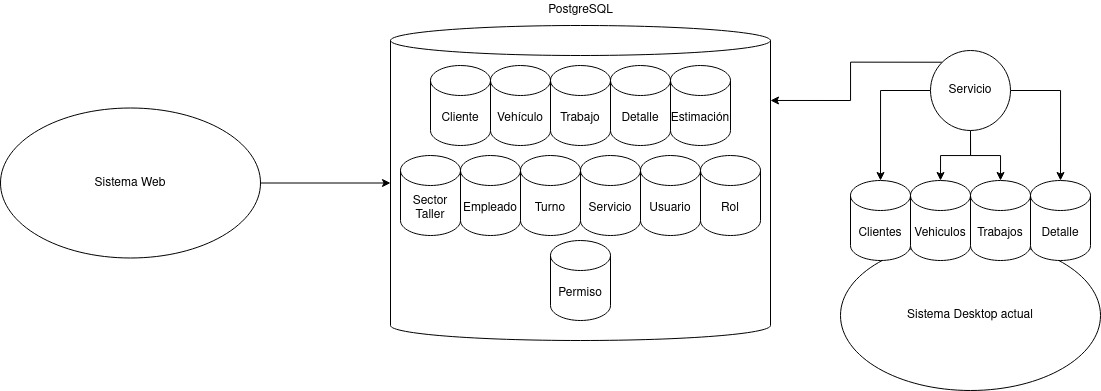 PostgreSQL
Cliente
Vehículo
Trabajo
Detalle
Estimación
Servicio
Sistema Web
Sector
Taller
Empleado
Turno
Servicio
Usuario
Rol
Clientes
Vehiculos
Trabajos
Detalle
Permiso
Sistema Desktop actual